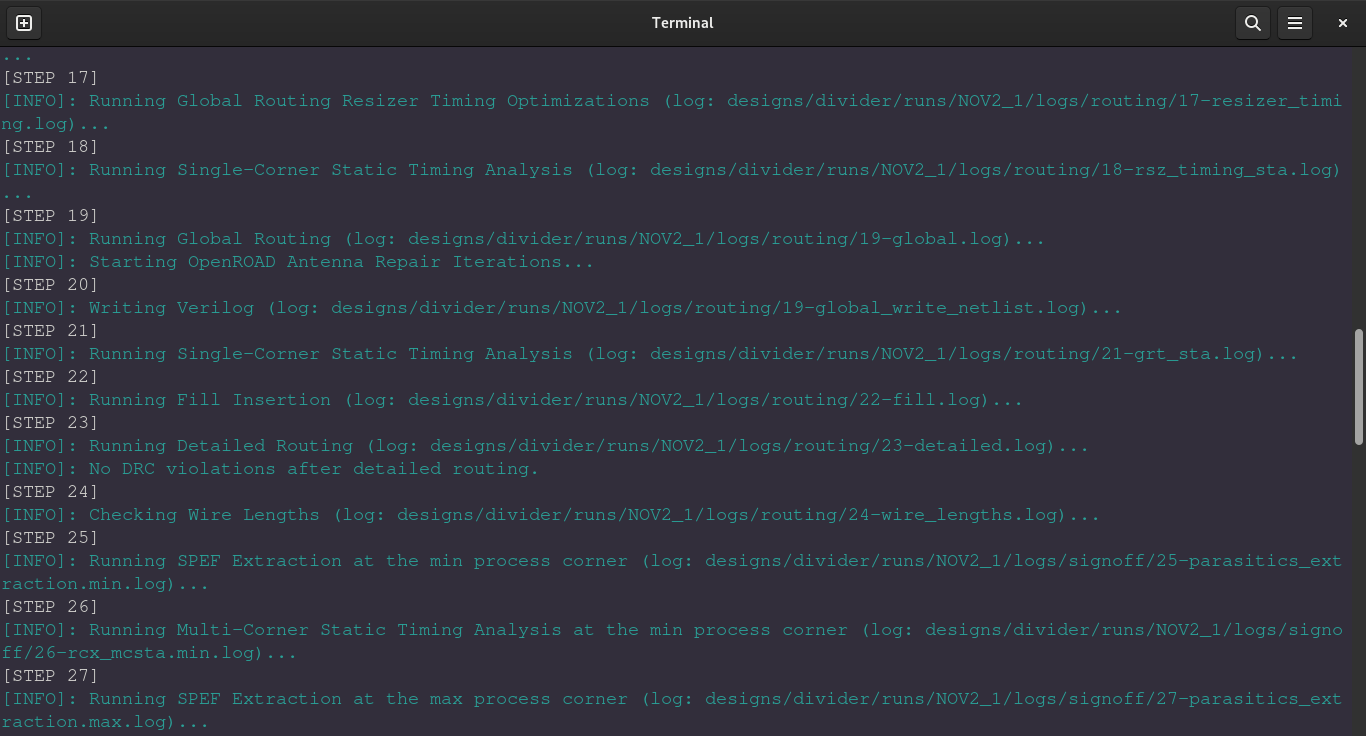 Terminal
...
[STEP 17]
[INFO]: Running Global Routing Resizer Timing Optimizations (log: designs/divider/runs/NOV2_1/logs/routing/17-resizer_timi
ng.log)...
[STEP 18]
[INFO]: Running Single-Corner Static Timing Analysis (log: designs/divider/runs/NOV2_1/logs/routing/18-rsz_timing_sta.log)
...
[STEP 19]
[INFO]: Running Global Routing (log: designs/divider/runs/NOV2_1/logs/routing/19-global.log)...
[INFO]: Starting OpenROAD Antenna Repair Iterations...
[STEP 20]
[INFO]: Writing Verilog (log: designs/divider/runs/NOV2_1/logs/routing/19-global_write_netlist.log)...
[STEP 21]
[INFO]: Running Single-Corner Static Timing Analysis (log: designs/divider/runs/NOV2_1/logs/routing/21-grt_sta.log)...
[STEP 22]
[INFO]: Running Fill Insertion (log: designs/divider/runs/NOV2_1/logs/routing/22-fill.log)...
[STEP 23]
[INFO]: Running Detailed Routing (log: designs/divider/runs/NOV2_1/logs/routing/23-detailed.log)...
[INFO]: No DRC violations after detailed routing.
[STEP 24]
[INFO]: Checking Wire Lengths (log: designs/divider/runs/NOV2_1/logs/routing/24-wire_lengths.log)...
[STEP 25]
[INFO]: Running SPEF Extraction at the min process corner (log: designs/divider/runs/NOV2_1/logs/signoff/25-parasitics_ext
raction.min.log)...
[STEP 26]
[INFO]: Running Multi-Corner Static Timing Analysis at the min process corner (log: designs/divider/runs/NOV2_1/logs/signo
ff/26-rcx_mcsta.min.log)...
[STEP 27]
[INFO]: Running SPEF Extraction at the max process corner (log: designs/divider/runs/NOV2_1/logs/signoff/27-parasitics_ext
raction.max.log)...